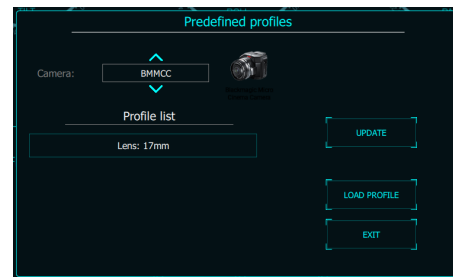 Predefined profiles
Camera:
BMMCC
Profile list
Lens: 17mm
UPDATE
LOAD PROFILE
EXIT